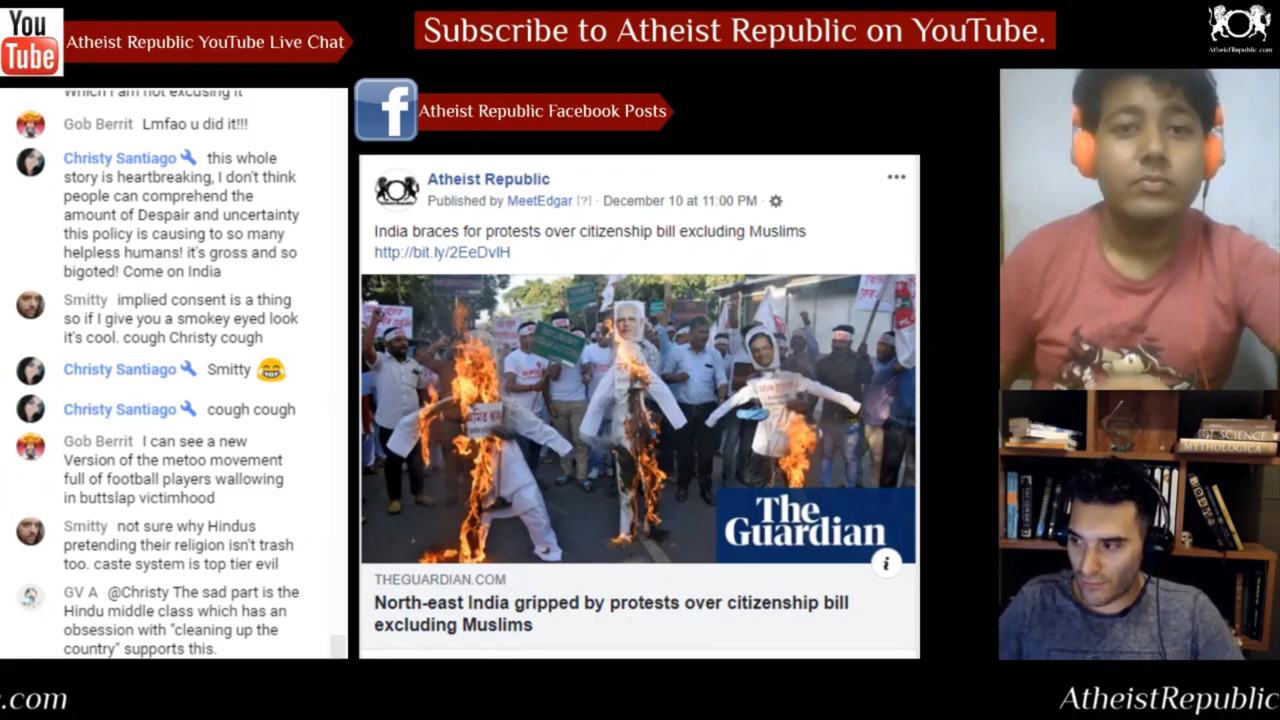 You
Tube
Atheist Republic YouTube Live Chat
Subscribe to Atheist Republic on YouTube.
AtheistRepublic.com
Which I am not excusing it
Gob Berrit Lmfao u did it!!!
Christy Santiago this whole
story is heartbreaking, I don't think
people can comprehend the
amount of Despair and uncertainty
this policy is causing to so many
helpless humans! it's gross and so
bigoted! Come on India
Smitty implied consent is a thing
so if I give you a smokey eyed look
it's cool. cough Christy cough
Christy Santiago Smitty 😂
Christy Santiago cough cough
Gob Berrit I can see a new
Version of the metoo movement
full of football players wallowing
in buttslap victimhood
Smitty not sure why Hindus
pretending their religion isn't trash
too. caste system is top tier evil
GV A @Christy The sad part is the
Hindu middle class which has an
obsession with "cleaning up the
country" supports this.
f
Atheist Republic Facebook Posts
Atheist Republic
Published by MeetEdgar [?] · December 10 at 11:00 PM ·
India braces for protests over citizenship bill excluding Muslims
http://bit.ly/2EeDvlH
The
Guardian
i
THEGUARDIAN.COM
North-east India gripped by protests over citizenship bill
excluding Muslims
SCIENCE
MYTHOLOGICA
BODY
.com
AtheistRepublic